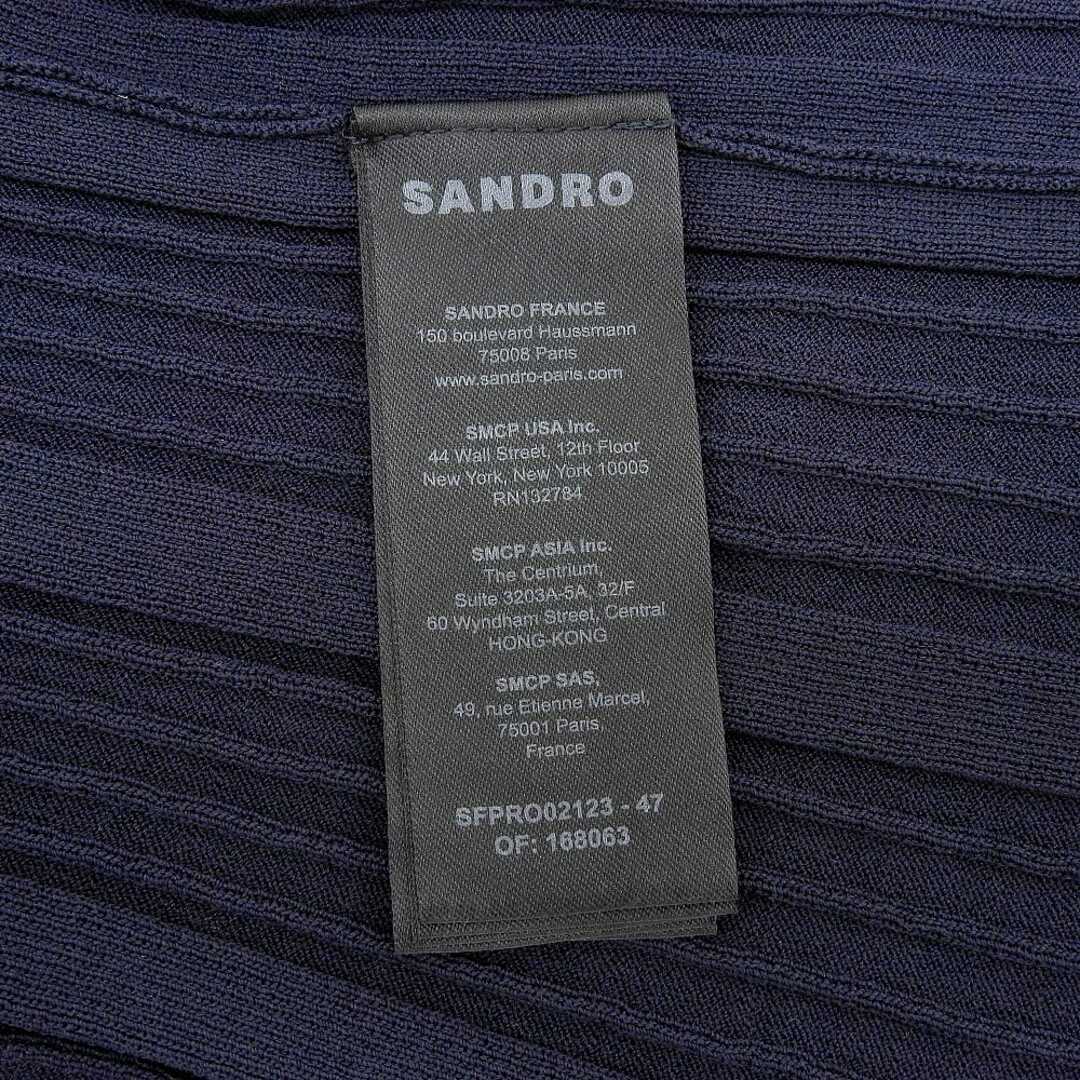 SANDRO
SANDRO FRANCE
150 boulevard Haussmann
75008 Paris
www.sandro-paris.com
SMCP USA Inc.
44 Wall Street, 12th Floor
New York, New York 10005
RN132784
SMCP ASIA Inc.
The Centrium
Suite 3203A-5A, 32/F
60 Wyndham Street, Central
HONG-KONG
SMCP SAS,
49, rue Etienne Marcel,
75001 Paris,
France
SFPRO02123 - 47
OF: 168063